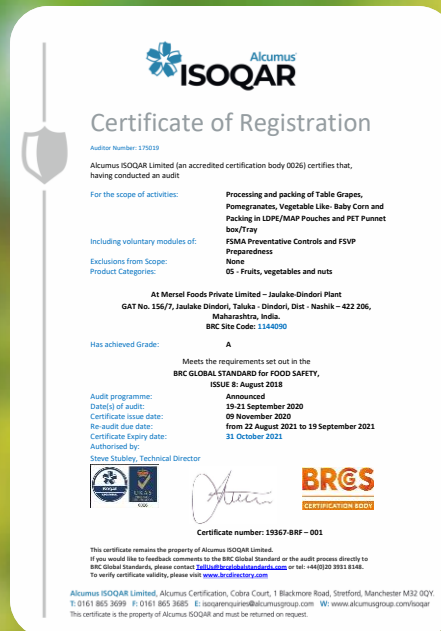 Alcumus®
ISOQAR
Certificate of Registration
Auditor Number: 175019
Alcumus ISOQAR Limited (an accredited certification body 0026) certifies that,
having conducted an audit
For the scope of activities: Processing and packing of Table Grapes,
Pomegranates, Vegetable Like- Baby Corn and
Packing in LDPE/MAP Pouches and PET Punnet
box/Tray
Including voluntary modules of: FSMA Preventative Controls and FSVP
Preparedness
Exclusions from Scope: None
Product Categories: 05 - Fruits, vegetables and nuts
At Mersel Foods Private Limited – Jaulake-Dindori Plant
GAT No. 156/7, Jaulake Dindori, Taluka - Dindori, Dist - Nashik – 422 206,
Maharashtra, India.
BRC Site Code: 1144090
Has achieved Grade: A
Meets the requirements set out in the
BRC GLOBAL STANDARD for FOOD SAFETY,
ISSUE 8: August 2018
Audit programme: Announced
Date(s) of audit: 19-21 September 2020
Certificate issue date: 09 November 2020
Re-audit due date: from 22 August 2021 to 19 September 2021
Certificate Expiry date: 31 October 2021
Authorised by:
Steve Stubley, Technical Director
ISOQAR
UKAS
0026
BRCGS
CERTIFICATION BODY
Certificate number: 19367-BRF – 001
This certificate remains the property of Alcumus ISOQAR Limited.
If you would like to feedback comments to the BRC Global Standard or the audit process directly to
BRC Global Standards, please contact TellUs@brcglobalstandards.com or tel: +44(0)20 3931 8148.
To verify certificate validity, please visit www.brcdirectory.com
Alcumus ISOQAR Limited, Alcumus Certification, Cobra Court, 1 Blackmore Road, Stretford, Manchester M32 0QY.
T: 0161 865 3699 F: 0161 865 3685 E: isoqarenquiries@alcumusgroup.com W: www.alcumusgroup.com/isoqar
This certificate is the property of Alcumus ISOQAR and must be returned on request.